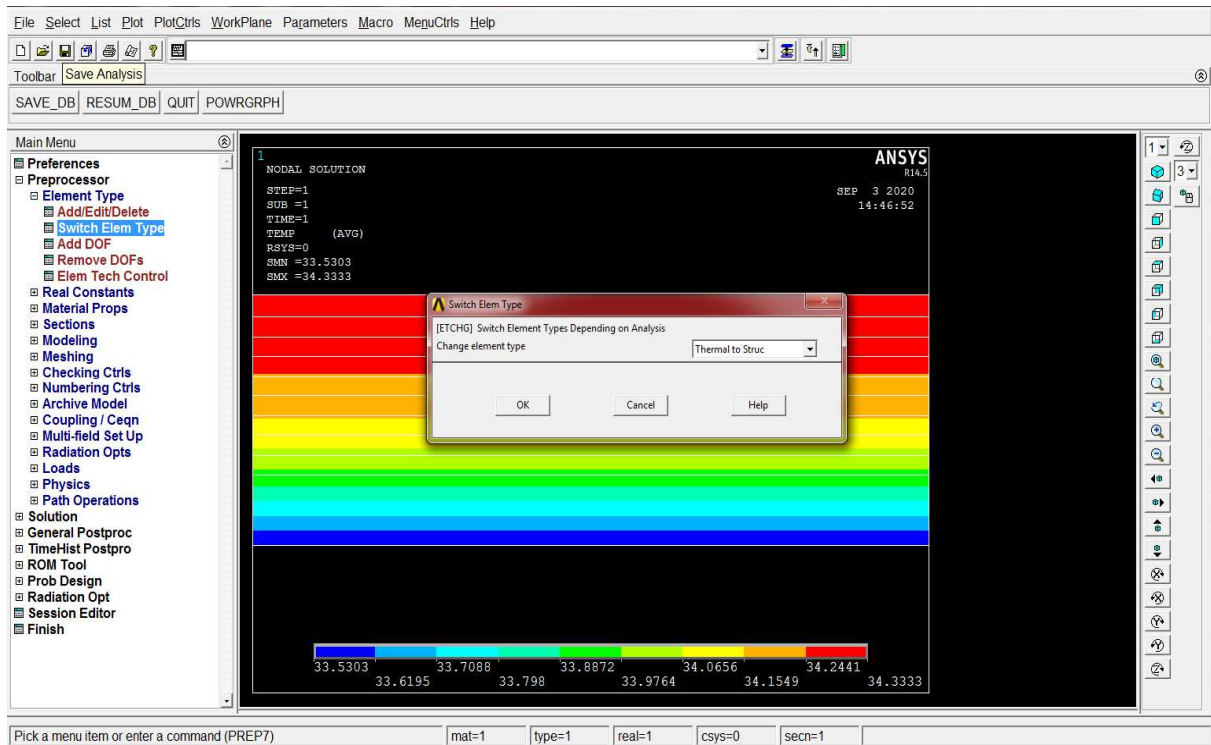 File Select List Plot PlotCtrls WorkPlane Parameters Macro MenuCtrls Help
Toolbar Save Analysis
SAVE_DB RESUM_DB QUIT POWRGRPH
Main Menu
Preferences
Preprocessor
Element Type
Add/Edit/Delete
Switch Elem Type
Add DOF
Remove DOFs
Elem Tech Control
Real Constants
Material Props
Sections
Modeling
Meshing
Checking Ctrls
Numbering Ctrls
Archive Model
Coupling / Ceqn
Multi-field Set Up
Radiation Opts
Loads
Physics
Path Operations
Solution
General Postproc
TimeHist Postpro
ROM Tool
Prob Design
Radiation Opt
Session Editor
Finish
1
NODAL SOLUTION
STEP=1
SUB =1
TIME=1
TEMP (AVG)
RSYS=0
SMN =33.5303
SMX =34.3333
ANSYS
R14.5
SEP 3 2020
14:46:52
Switch Elem Type
[ETCHG] Switch Element Types Depending on Analysis
Change element type Thermal to Struc
OK Cancel Help
33.5303 33.7088 33.8872 34.0656 34.2441
33.6195 33.798 33.9764 34.1549 34.3333
1
3
Pick a menu item or enter a command (PREP7) mat=1 type=1 real=1 csys=0 secn=1